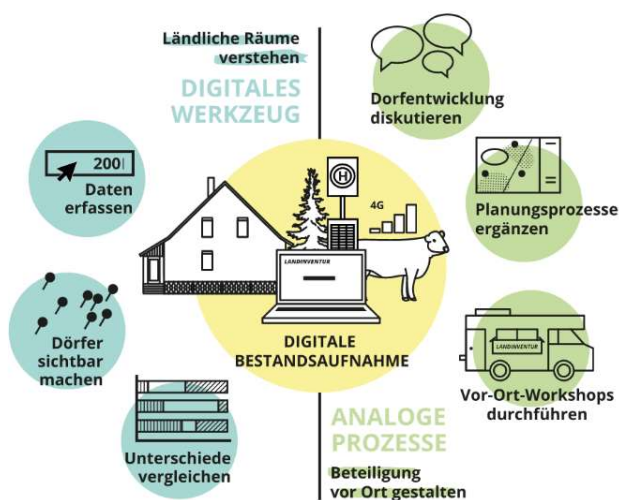 Ländliche Räume
verstehen
DIGITALES
WERKZEUG
200
Daten
erfassen
Dörfer
sichtbar
machen
Unterschiede
vergleichen
H
4G
LANDINVENTUR
DIGITALE
BESTANDSAUFNAHME
Dorfentwicklung
diskutieren
Planungsprozesse
ergänzen
LANDINVENTUR
Vor-Ort-Workshops
durchführen
ANALOGE
PROZESSE
Beteiligung
vor Ort gestalten